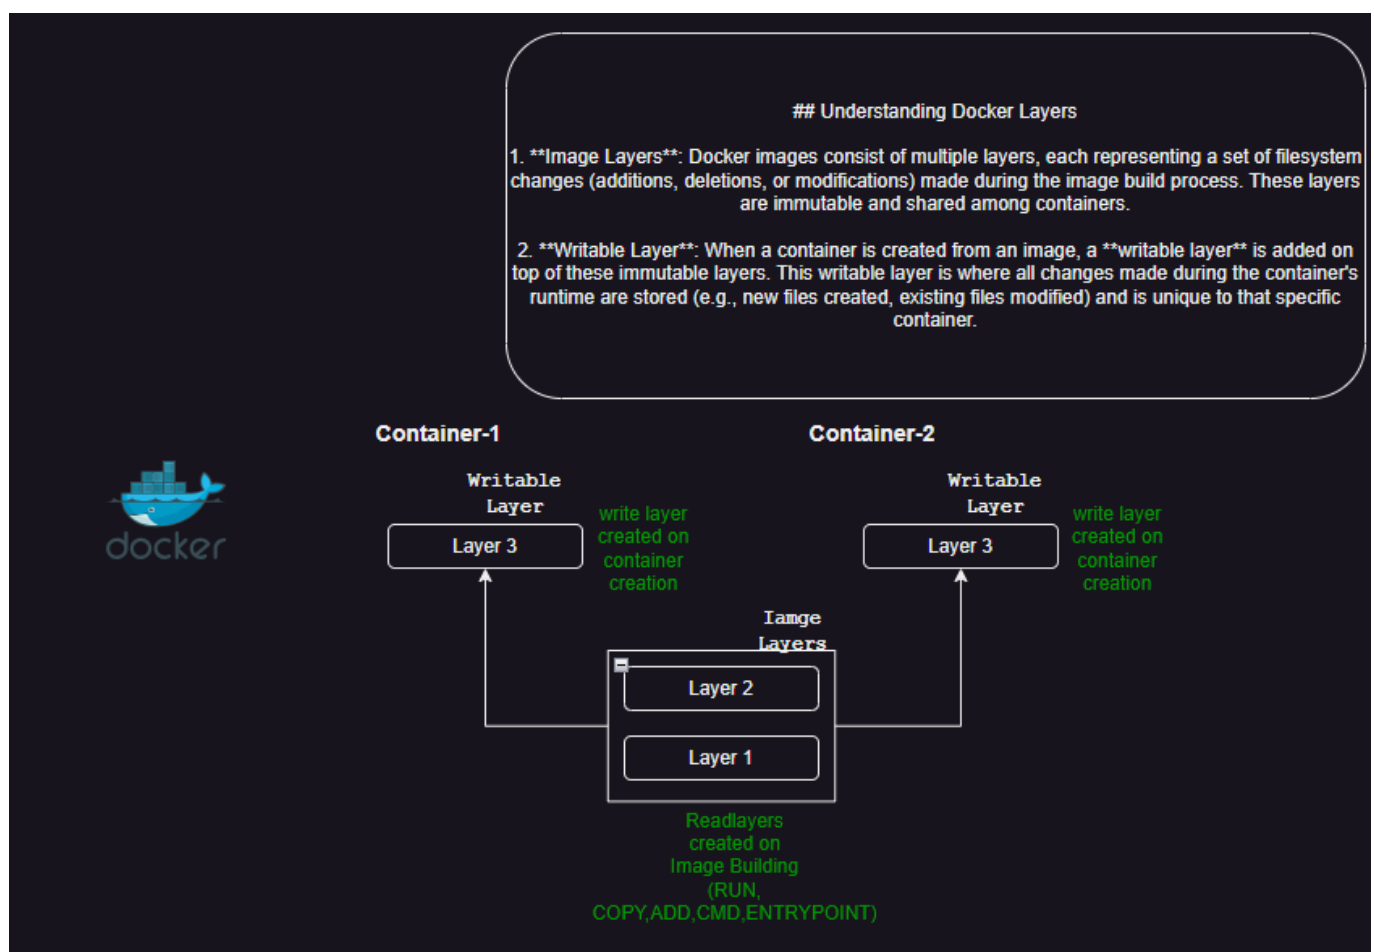 ## Understanding Docker Layers
1. **Image Layers**: Docker images consist of multiple layers, each representing a set of filesystem
changes (additions, deletions, or modifications) made during the image build process. These layers
are immutable and shared among containers.
2. **Writable Layer**: When a container is created from an image, a **writable layer** is added on
top of these immutable layers. This writable layer is where all changes made during the container's
runtime are stored (e.g., new files created, existing files modified) and is unique to that specific
container.
Container-1
Container-2
docker
Writable
Layer
Layer 3
write layer
created on
container
creation
Writable
Layer
Layer 3
write layer
created on
container
creation
Iamge
Layers
Layer 2
Layer 1
Readlayers
created on
Image Building
(RUN,
COPY,ADD,CMD,ENTRYPOINT)